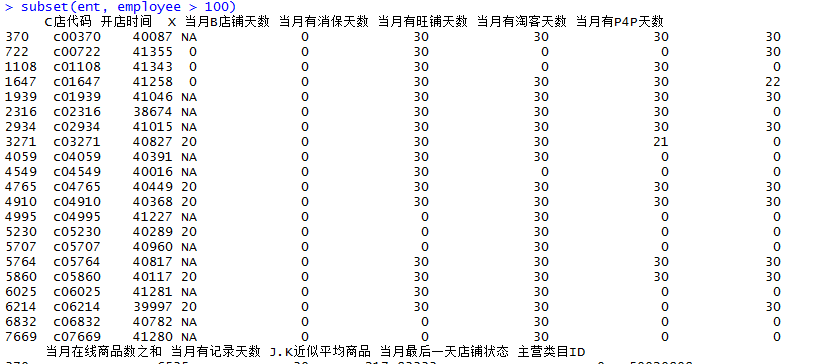 > subset(ent, employee > 100)
C店代码 开店时间 X 当月B店铺天数 当月有消保天数 当月有旺铺天数 当月有淘客天数 当月有P4P天数
370 c00370 40087 NA 0 30 30 30 30
722 c00722 41355 0 0 30 0 0 30
1108 c01108 41343 0 0 30 0 30 0
1647 c01647 41258 0 0 30 30 30 22
1939 c01939 41046 NA 0 30 30 30 30
2316 c02316 38674 NA 0 30 30 30 0
2934 c02934 41015 NA 0 30 30 30 30
3271 c03271 40827 20 0 30 30 21 0
4059 c04059 40391 NA 0 30 30 0 0
4549 c04549 40016 NA 0 30 0 0 0
4765 c04765 40449 20 0 30 30 30 30
4910 c04910 40368 20 0 30 30 30 30
4995 c04995 41227 NA 0 0 30 0 0
5230 c05230 40289 20 0 0 30 0 0
5707 c05707 40960 NA 0 0 30 0 0
5764 c05764 40817 NA 0 30 30 30 30
5860 c05860 40117 20 0 30 30 30 30
6025 c06025 41281 NA 0 30 30 0 0
6214 c06214 39997 20 0 30 30 0 30
6832 c06832 40782 NA 0 0 30 0 0
7669 c07669 41280 NA 0 0 30 0 0
当月在线商品数之和 当月有记录天数 J.K近似平均商品 当月最后一天店铺状态 主营类目ID